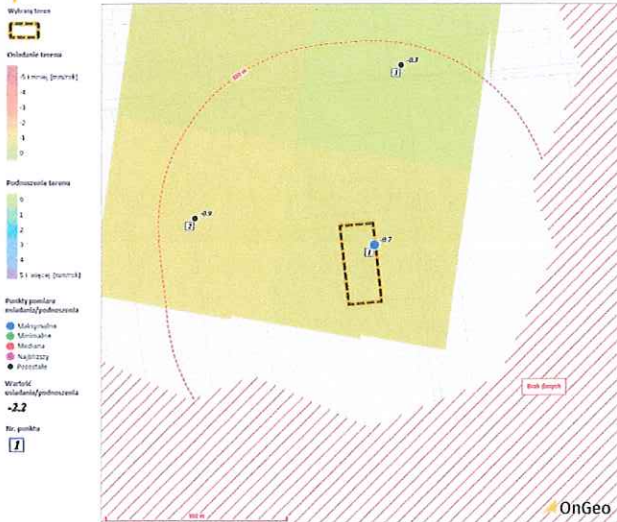 Wybrany teren
Osiadanie terenu
-5 i mniej [mm/rok]
-4
-3
-2
-1
0
Podnoszenie terenu
0
1
2
3
4
5 i więcej [mm/rok]
Punkty pomiaru
osiadania/podnoszenia
Maksymalne
Minimalne
Mediana
Najbliższy
Pozostałe
Wartość
osiadania/podnoszenia
-2.2
Nr. punktu
1
-0.3
3
-0.9
2
-0.7
1
Brak danych
OnGeo